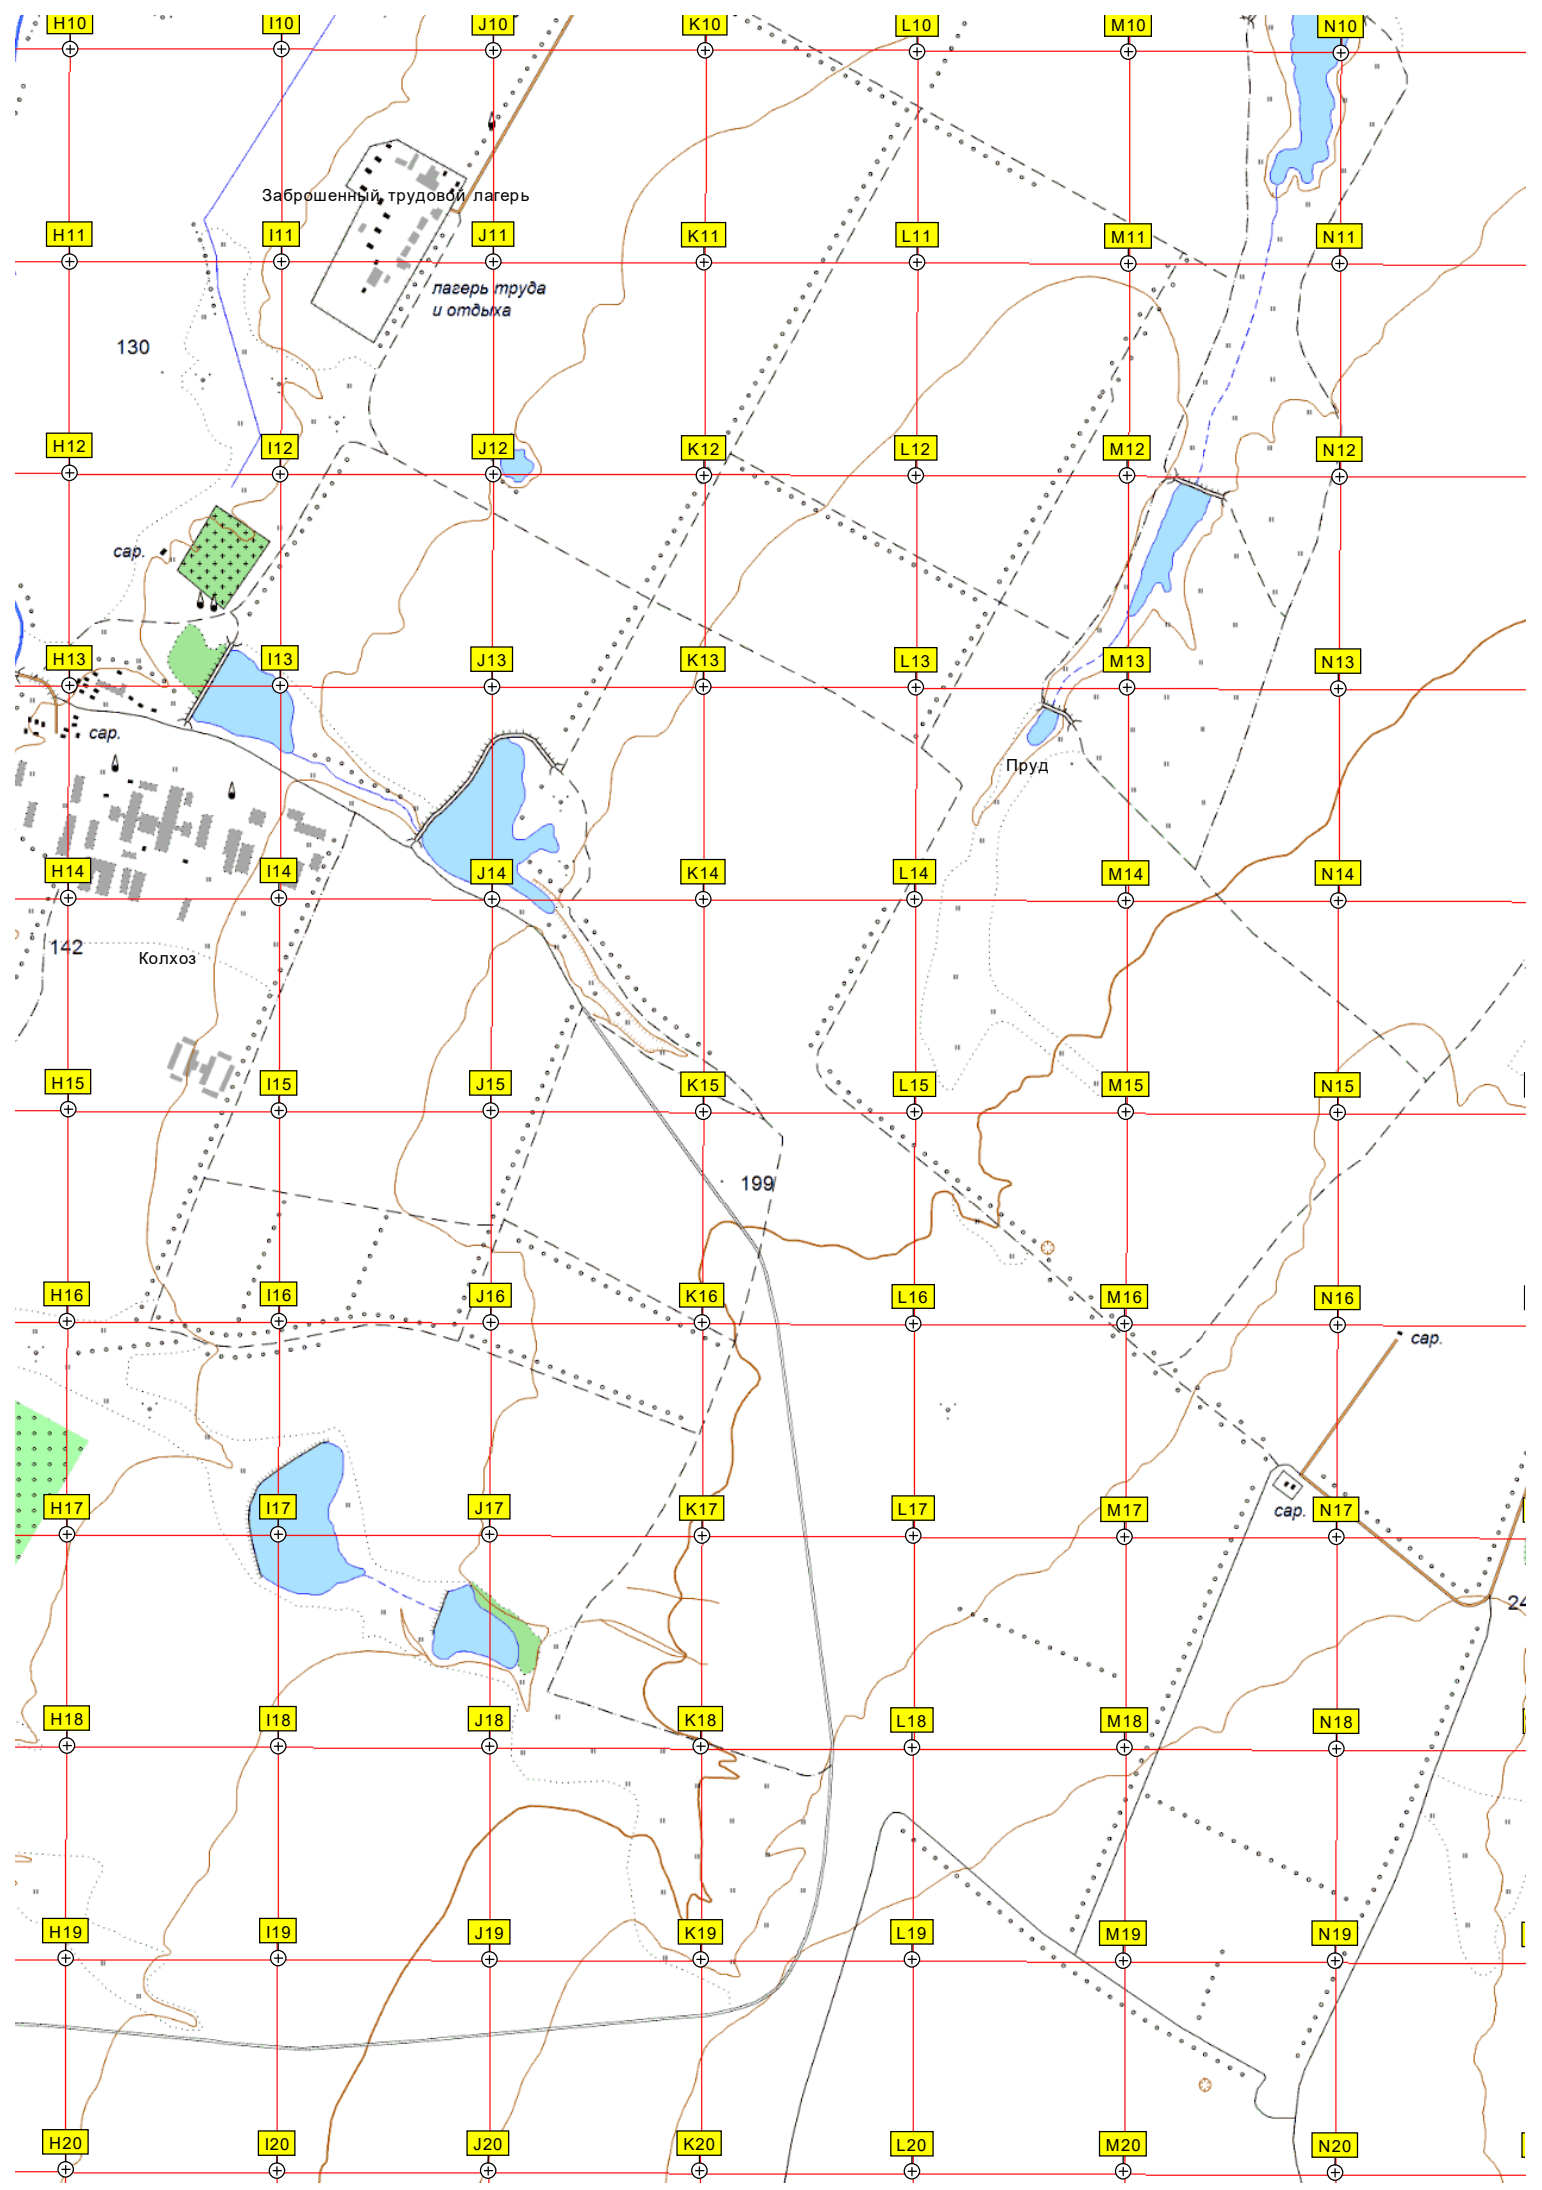 H10 I10 J10 K10 L10 M10 N10
Заброшенный трудовой лагерь
H11 I11 J11 K11 L11 M11 N11
лагерь труда
и отдыха
130
H12 I12 J12 K12 L12 M12 N12
сар.
H13 I13 J13 K13 L13 M13 N13
сар.
Пруд
H14 I14 J14 K14 L14 M14 N14
142
Колхоз
H15 I15 J15 K15 L15 M15 N15
199
H16 I16 J16 K16 L16 M16 N16
сар.
H17 I17 J17 K17 L17 M17 N17
сар.
24
H18 I18 J18 K18 L18 M18 N18
H19 I19 J19 K19 L19 M19 N19
H20 I20 J20 K20 L20 M20 N20